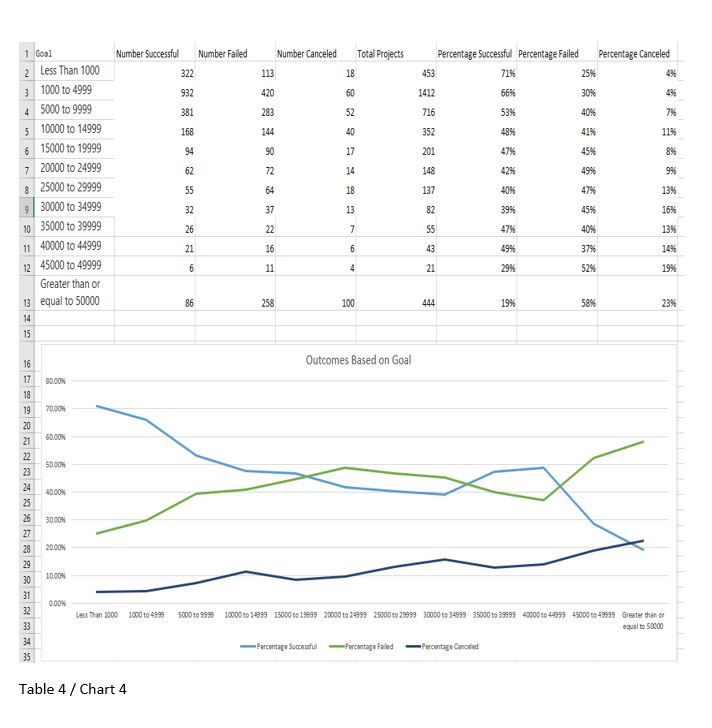 1 Goal Number Successful Number Failed Number Canceled Total Projects Percentage Successful Percentage Failed Percentage Canceled
2 Less Than 1000 322 113 18 453 71% 25% 4%
3 1000 to 4999 932 420 60 1412 66% 30% 4%
4 5000 to 9999 381 283 52 716 53% 40% 7%
5 10000 to 14999 168 144 40 352 48% 41% 11%
6 15000 to 19999 94 90 17 201 47% 45% 8%
7 20000 to 24999 62 72 14 148 42% 49% 9%
8 25000 to 29999 55 64 18 137 40% 47% 13%
9 30000 to 34999 32 37 13 82 39% 45% 16%
10 35000 to 39999 26 22 7 55 47% 40% 13%
11 40000 to 44999 21 16 6 43 49% 37% 14%
12 45000 to 49999 6 11 4 21 29% 52% 19%
Greater than or
13 equal to 50000 86 258 100 444 19% 58% 23%
14
15
16 Outcomes Based on Goal
17 80.00%
18
19 70.00%
20
21 60.00%
22
23 50.00%
24
25 40.00%
26
27 30.00%
28 20.00%
29
30 10.00%
31 0.00%
32 Less Than 1000 1000 to 4999 5000 to 9999 10000 to 14999 15000 to 19999 20000 to 24999 25000 to 29999 30000 to 34999 35000 to 39999 40000 to 44999 45000 to 49999 Greater than or
33 equal to 50000
34 Percentage Successful Percentage Failed Percentage Canceled
35
Table 4 / Chart 4